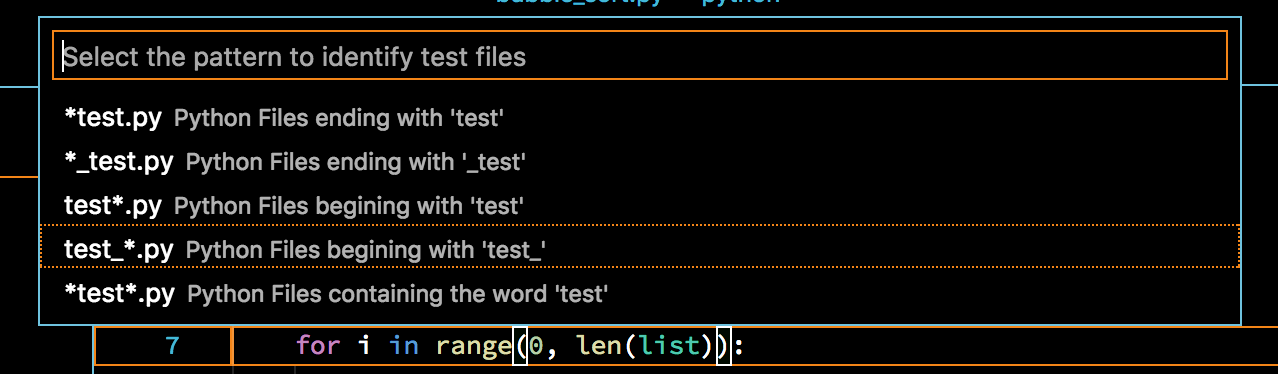 bubble_sort.py — python
Select the pattern to identify test files
*test.py Python Files ending with 'test'
*_test.py Python Files ending with '_test'
test*.py Python Files begining with 'test'
test_*.py Python Files begining with 'test_'
*test*.py Python Files containing the word 'test'
7 for i in range(0, len(list)):